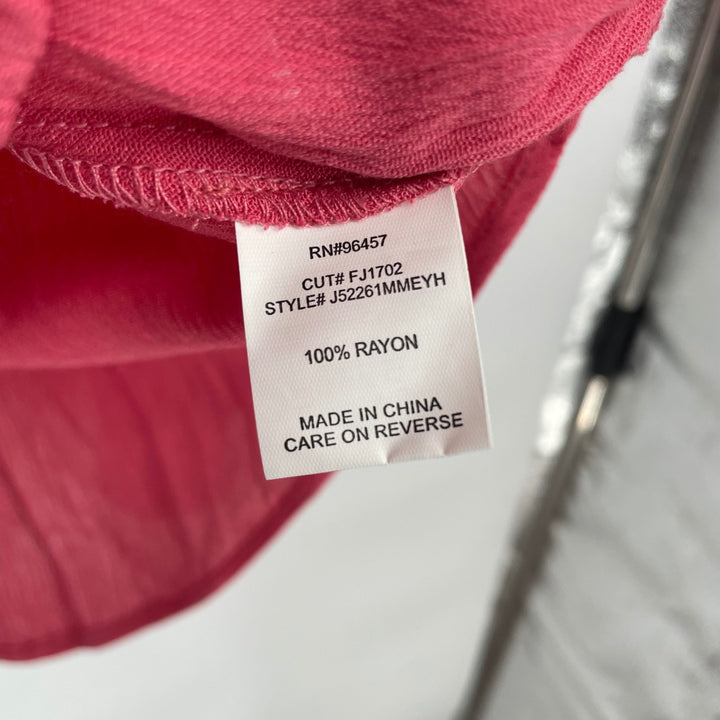 RN#96457
CUT# FJ1702
STYLE# J52261MMEYH
100% RAYON
MADE IN CHINA
CARE ON REVERSE